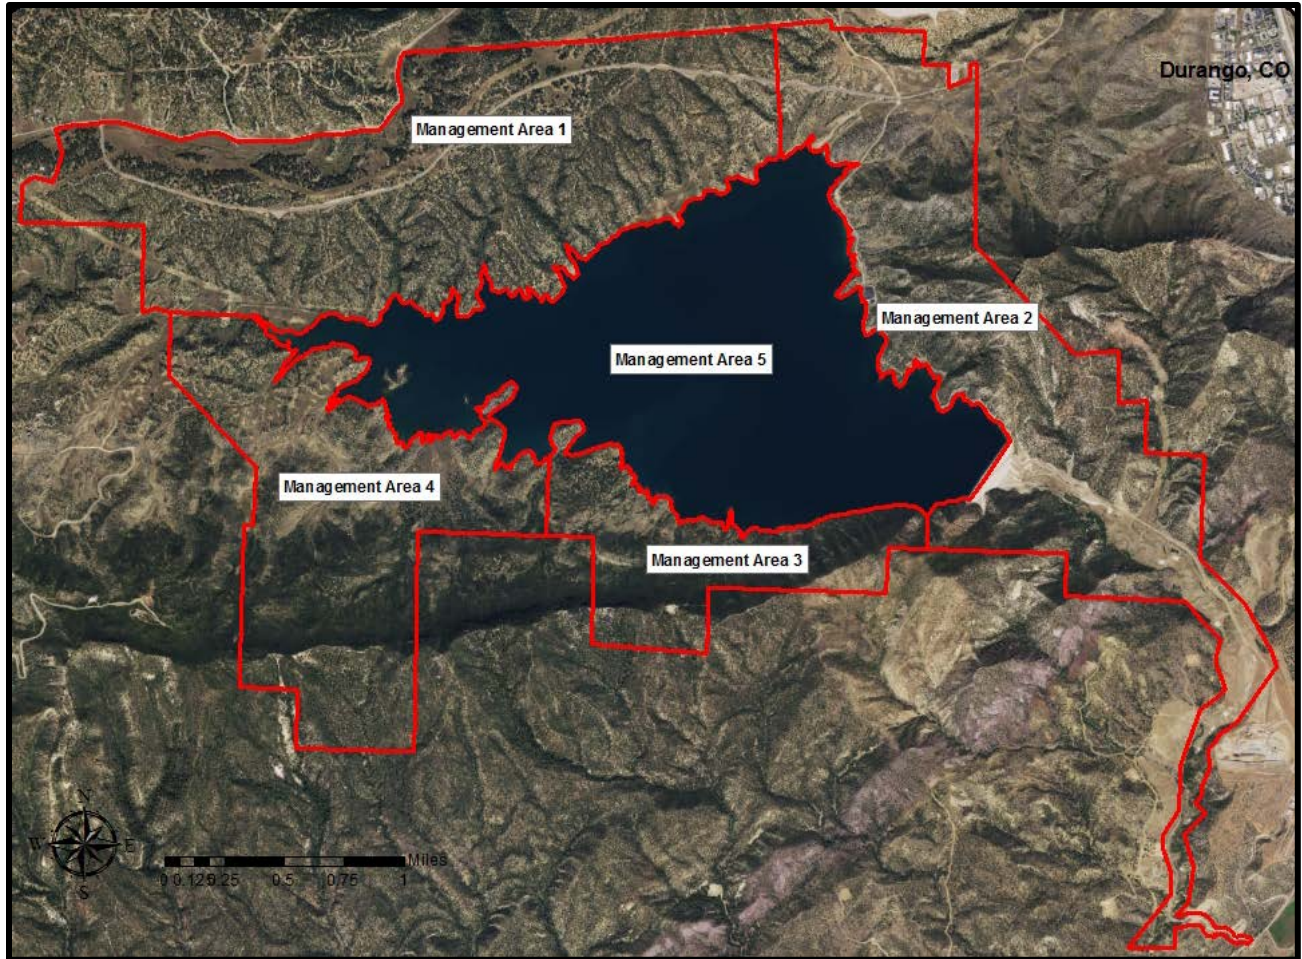 Durango, CO
Management Area 1
Management Area 2
Management Area 5
Management Area 4
Management Area 3
N
W E
S
Miles
0 0.125 0.25 0.5 0.75 1